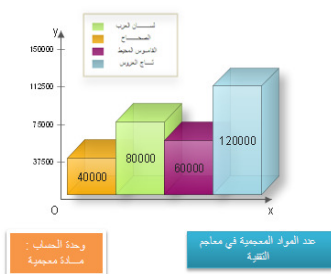 y
لسان العرب
الصحاح
القاموس المحيط
تاج العروس
150000
112500
75000
37500
40000
80000
60000
120000
O
x
وحدة الحساب :
مادة معجمية
عدد المواد المعجمية في معاجم
التقفية